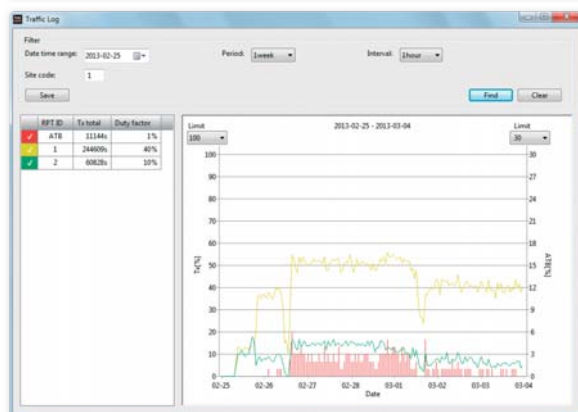 Traffic Log
Filter
Date time range: 2013-02-25 Period: 1week Interval: 1hour
Site code: 1
Save Find Clear
RPT ID Tx total Duty factor
ATB 11144s 1%
1 244609s 40%
2 60828s 10%
Limit 2013-02-25 - 2013-03-04 Limit
100 30
100 30
90 27
80 24
70 21
60 18
50 15
40 12
30 9
20 6
10 3
0 0
Tx[%]
ATB[%]
02-25 02-26 02-27 02-28 03-01 03-02 03-03 03-04
Date